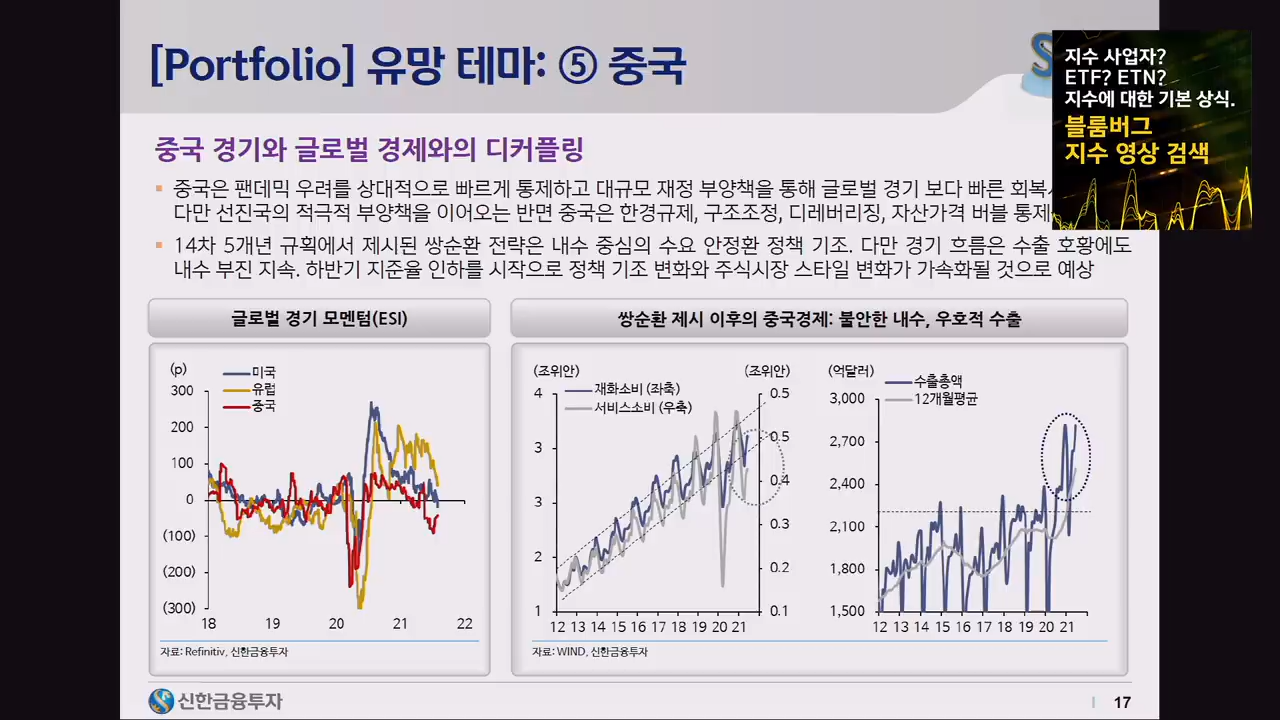 [Portfolio] 유망 테마: ⑤ 중국
지수 사업자?
ETF? ETN?
지수에 대한 기본 상식.
블룸버그
지수 영상 검색
중국 경기와 글로벌 경제와의 디커플링
중국은 팬데믹 우려를 상대적으로 빠르게 통제하고 대규모 재정 부양책을 통해 글로벌 경기 보다 빠른
다만 선진국의 적극적 부양책을 이어오는 반면 중국은 한경규제, 구조조정, 디레버리징, 자산가격 버블 통제
14차 5개년 규획에서 제시된 쌍순환 전략은 내수 중심의 수요 안정환 정책 기조. 다만 경기 흐름은 수출 호황에도
내수 부진 지속. 하반기 지준율 인하를 시작으로 정책 기조 변화와 주식시장 스타일 변화가 가속화될 것으로 예상
글로벌 경기 모멘텀(ESI)
(p)
미국
유럽
중국
300
200
100
0
(100)
(200)
(300)
18 19 20 21 22
자료: Refinitiv, 신한금융투자
쌍순환 제시 이후의 중국경제: 불안한 내수, 우호적 수출
(조위안) (조위안)
재화소비 (좌축)
서비스소비 (우축)
4
3
3
2
1
0.5
0.5
0.4
0.3
0.2
0.1
12 13 14 15 16 17 18 19 20 21
(억달러)
수출총액
12개월평균
3,000
2,700
2,400
2,100
1,800
1,500
12 13 14 15 16 17 18 19 20 21
자료: WIND, 신한금융투자
신한금융투자
17